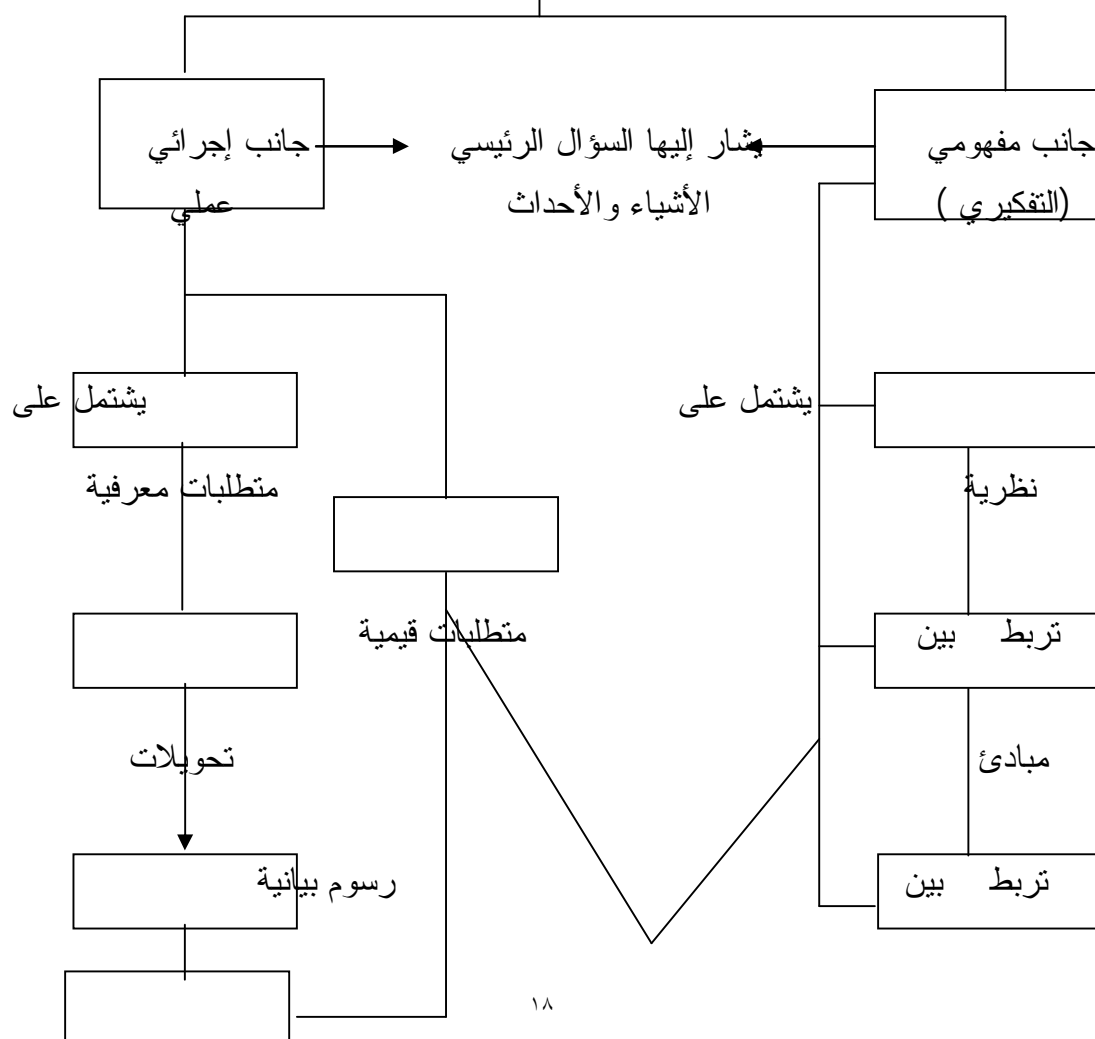 جانب مفهومي يشار إليها السؤال الرئيسي جانب إجرائي
(التفكيري ) الأشياء والأحداث عملي
يشتمل على يشتمل على
نظرية متطلبات معرفية
تربط بين متطلبات قيمية
مبادئ تحويلات
تربط بين رسوم بيانية
١٨